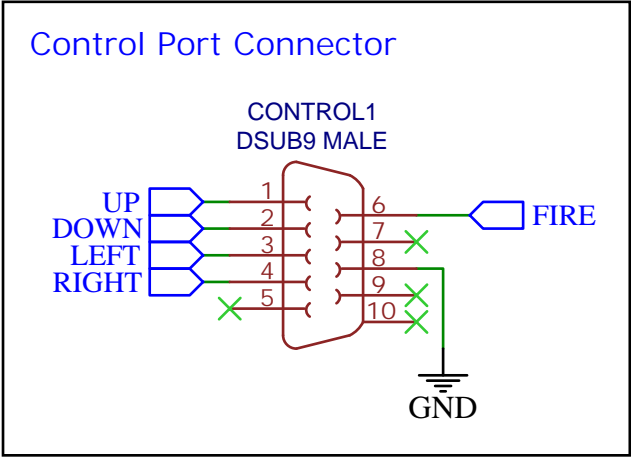 Control Port Connector
CONTROL1
DSUB9 MALE
UP
DOWN
LEFT
RIGHT
1
2
3
4
5
6
7
8
9
10
FIRE
GND